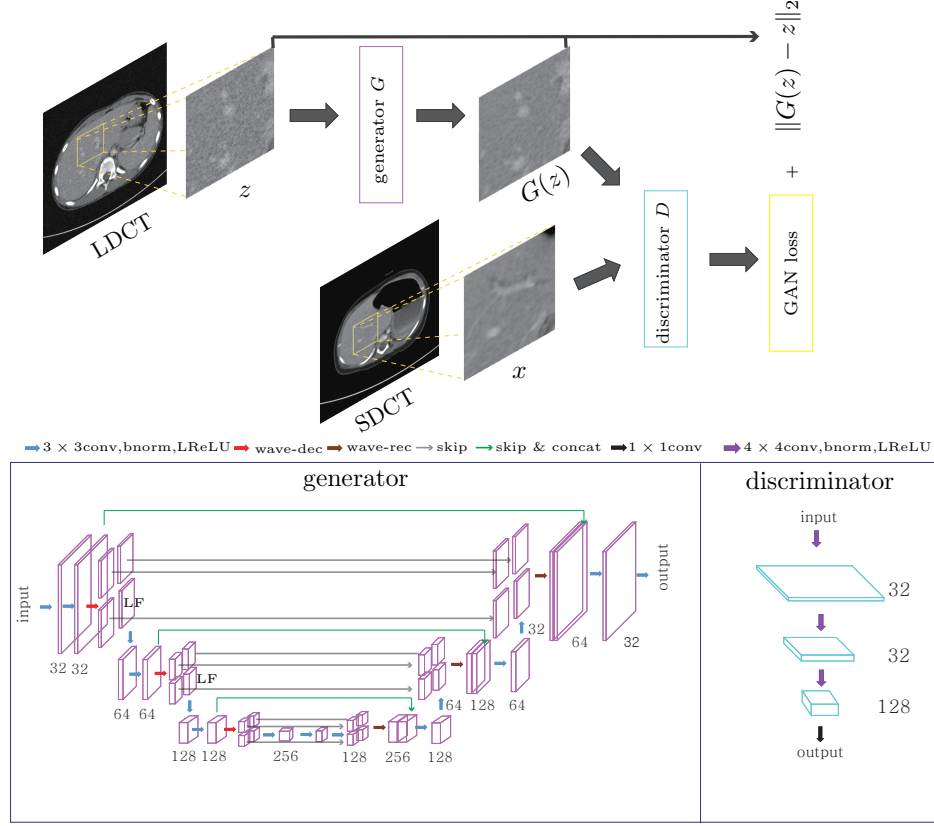 ‖G(z) − z‖₂
generator G
z
G(z)
LDCT
+
discriminator D
GAN loss
x
SDCT
3 × 3conv,bnorm,LReLU
wave-dec
wave-rec
skip
skip & concat
1 × 1conv
4 × 4conv,bnorm,LReLU
generator
discriminator
input
output
LF
32 32
32
64
32
LF
64 64
64
128
64
128 128
256
128
256
128
input
32
32
128
output